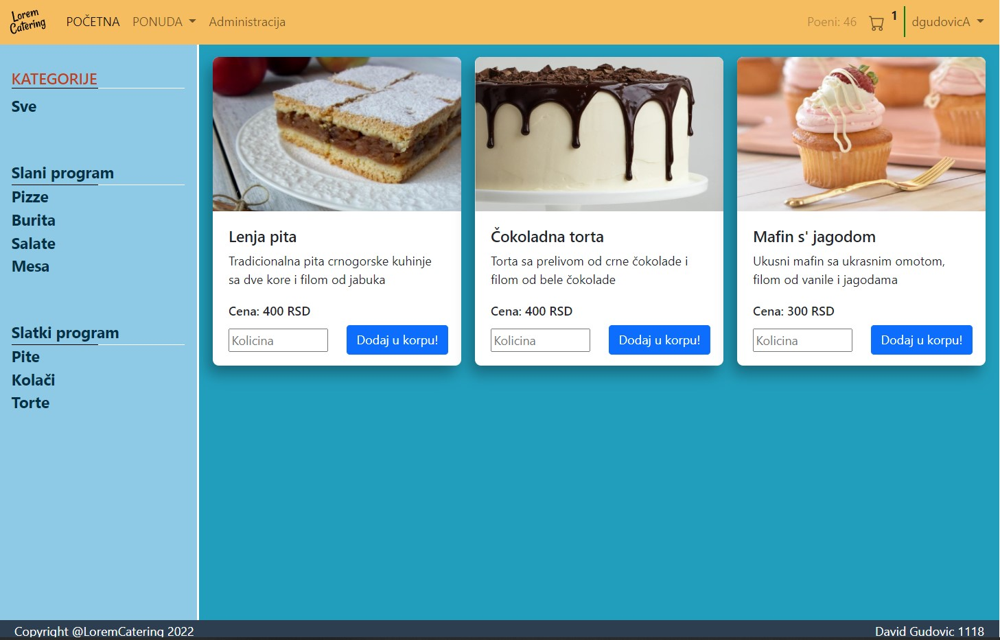 Lorem
Catering
POČETNA
PONUDA
Administracija
Poeni: 46
1
dgudovicA
KATEGORIJE
Sve
Slani program
Pizze
Burita
Salate
Mesa
Slatki program
Pite
Kolači
Torte
Lenja pita
Tradicionalna pita crnogorske kuhinje
sa dve kore i filom od jabuka
Cena: 400 RSD
Kolicina
Dodaj u korpu!
Čokoladna torta
Torta sa prelivom od crne čokolade i
filom od bele čokolade
Cena: 400 RSD
Kolicina
Dodaj u korpu!
Mafin s' jagodom
Ukusni mafin sa ukrasnim omotom,
filom od vanile i jagodama
Cena: 300 RSD
Kolicina
Dodaj u korpu!
Copyright @LoremCatering 2022
David Gudovic 1118